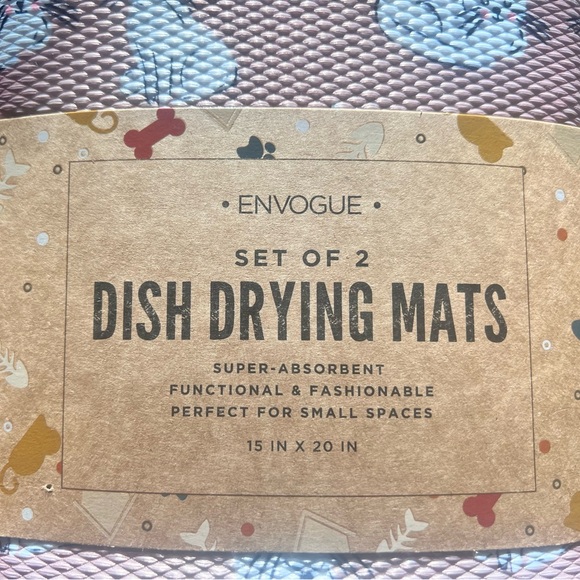 • ENVOGUE •
SET OF 2
DISH DRYING MATS
SUPER-ABSORBENT
FUNCTIONAL & FASHIONABLE
PERFECT FOR SMALL SPACES
15 IN X 20 IN